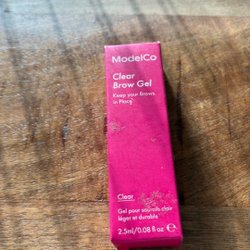 ModelCo
Clear
Brow Gel
Keep your Brows
in Place
Clear
Gel pour sourcils clair
léger et durable
2.5ml/0.08 fl oz e